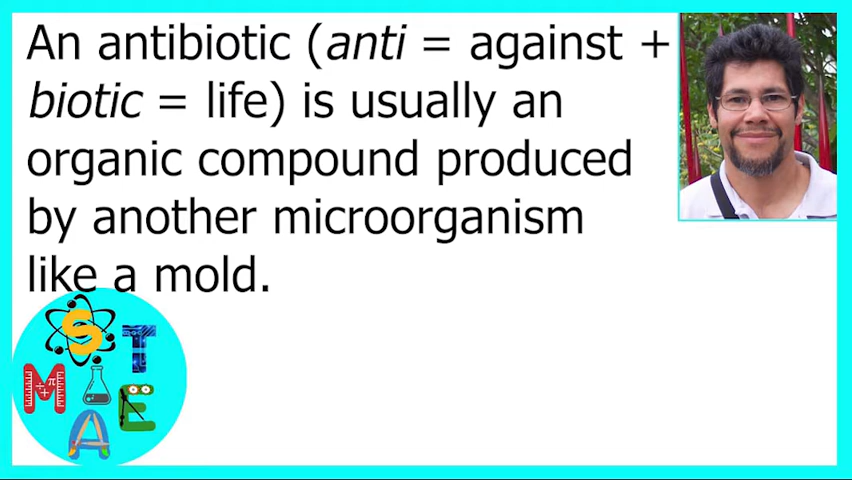 An antibiotic (anti = against +
biotic = life) is usually an
organic compound produced
by another microorganism
like a mold.
S
T
M
E
A